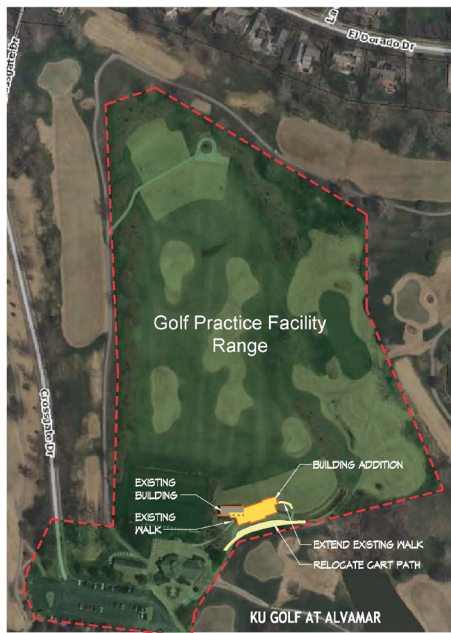 La
El Dorado Dr
Crossgate Dr
Golf Practice Facility
Range
BUILDING ADDITION
EXISTING
BUILDING
EXISTING
WALK
EXTEND EXISTING WALK
RELOCATE CART PATH
KU GOLF AT ALVAMAR